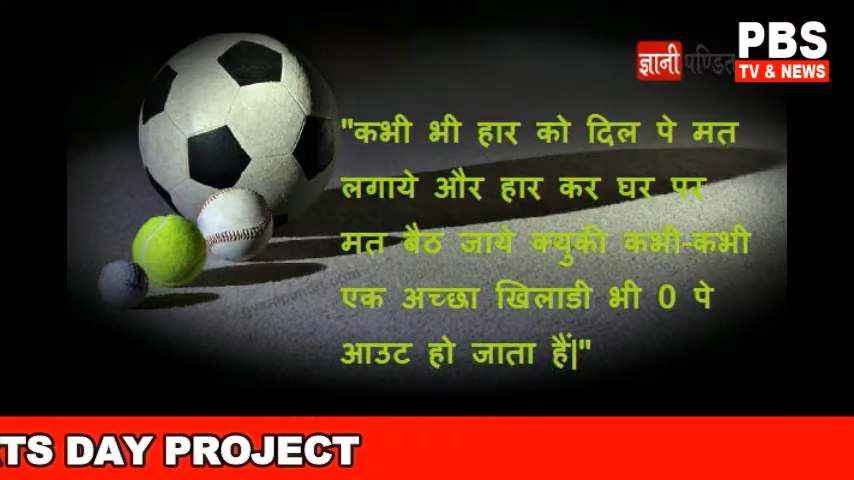 PBS
TV & NEWS
ज्ञानी पण्डित
"कभी भी हार को दिल पे मत
लगाये और हार कर घर पर
मत बैठ जाये क्युकी कभी-कभी
एक अच्छा खिलाडी भी 0 पे
आउट हो जाता हैं|"
TS DAY PROJECT